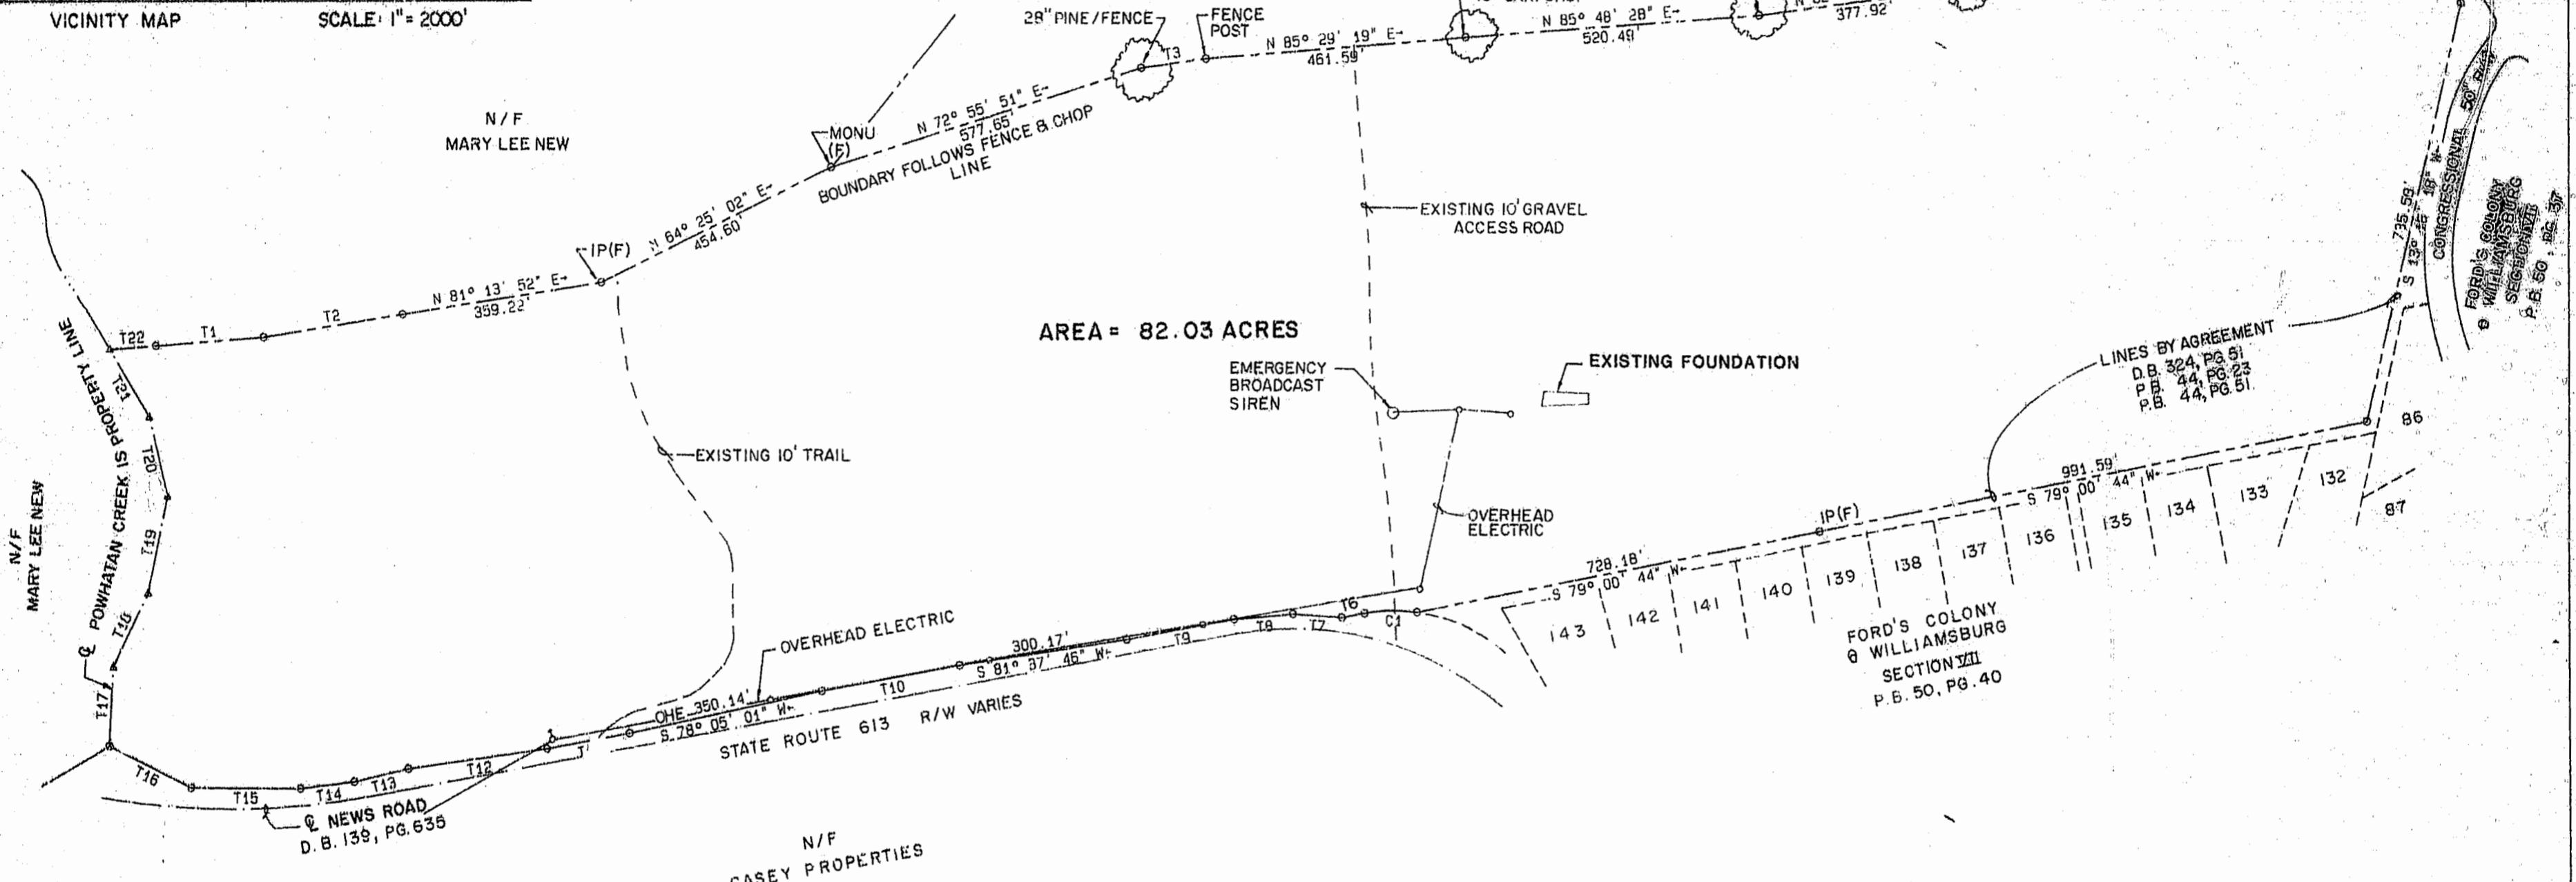 VICINITY MAP
SCALE: 1" = 2000'
28" PINE/FENCE
FENCE
POST
T3
N 85° 29' 19" E
461.59'
N 85° 48' 28" E
520.49'
377.92'
N/F
MARY LEE NEW
MONU
(F)
N 72° 55' 51" E
577.65'
BOUNDARY FOLLOWS FENCE & CHOP
LINE
IP(F)
N 64° 25' 02" E
454.60'
N 81° 13' 52" E
359.22'
T22
T1
T2
EXISTING 10' GRAVEL
ACCESS ROAD
AREA = 82.03 ACRES
EMERGENCY
BROADCAST
SIREN
EXISTING FOUNDATION
EXISTING 10' TRAIL
OVERHEAD
ELECTRIC
LINES BY AGREEMENT
D.B. 324, PG. 51
P.B. 44, PG. 23
P.B. 44, PG. 51
735.59'
CONGRESSIONAL
50'
FORD'S COLONY
@ WILLIAMSBURG
P.B. 50, PG. 37
86
87
991.59'
S 79° 00' 44" W
IP(F)
728.18'
S 79° 00' 44" W
143
142
141
140
139
138
137
136
135
134
133
132
FORD'S COLONY
@ WILLIAMSBURG
SECTION VII
P.B. 50, PG. 40
N/F
MARY LEE NEW
℄ POWHATAN CREEK IS PROPERTY LINE
T21
T20
T19
T18
T17
T16
T15
T14
T13
T12
℄ NEWS ROAD
D.B. 139, PG. 635
OVERHEAD ELECTRIC
OHE 350.14'
S 78° 05' 01" W
T10
300.17'
S 81° 37' 46" W
T9
T8
T7
T6
C1
STATE ROUTE 613 R/W VARIES
N/F
CASEY PROPERTIES